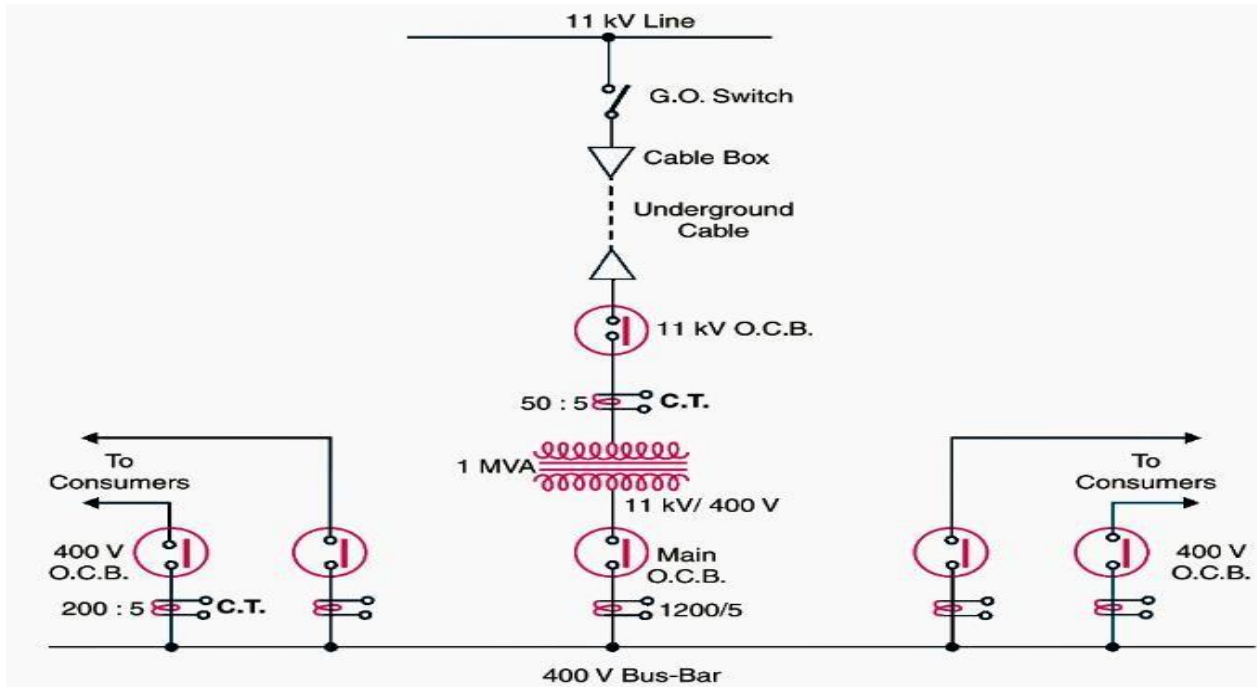 11 kV Line
G.O. Switch
Cable Box
Underground
Cable
11 kV O.C.B.
50 : 5
C.T.
1 MVA
11 kV/ 400 V
To
Consumers
400 V
O.C.B.
200 : 5
C.T.
Main
O.C.B.
1200/5
To
Consumers
400 V
O.C.B.
400 V Bus-Bar